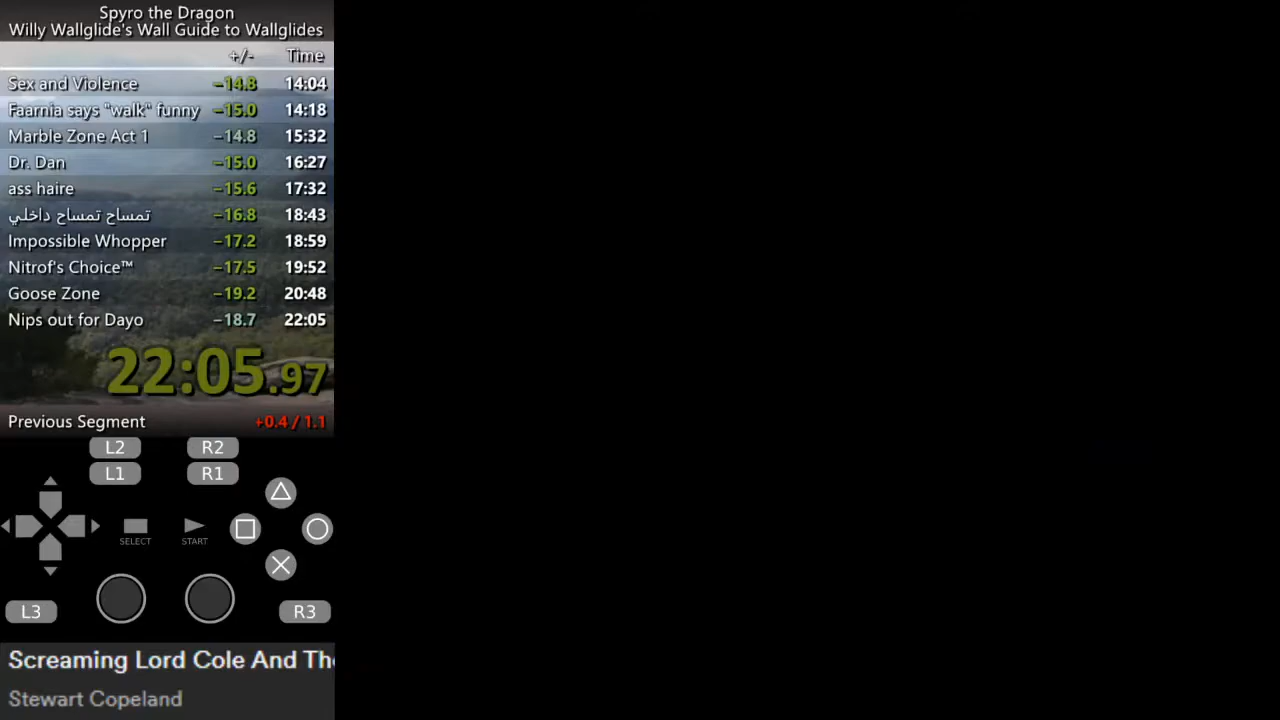 Spyro the Dragon
Willy Wallglide's Wall Guide to Wallglides
+/- Time
Sex and Violence −14.8 14:04
Faarnia says "walk" funny −15.0 14:18
Marble Zone Act 1 −14.8 15:32
Dr. Dan −15.0 16:27
ass haire −15.6 17:32
تمساح تمساح داخلي −16.8 18:43
Impossible Whopper −17.2 18:59
Nitrof's Choice™ −17.5 19:52
Goose Zone −19.2 20:48
Nips out for Dayo −18.7 22:05
22:05.97
Previous Segment +0.4 / 1.1
L2 R2
L1 R1
SELECT START
L3 R3
Screaming Lord Cole And The
Stewart Copeland